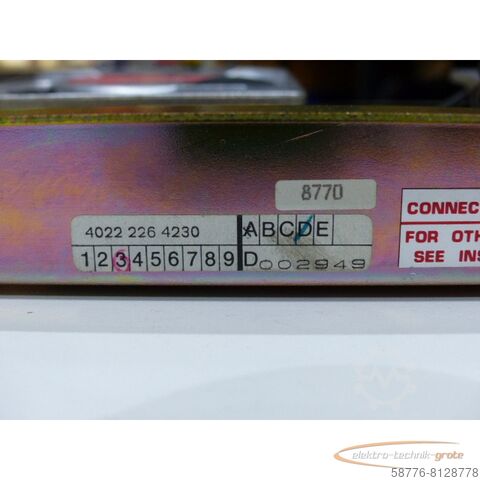 8770
4022 226 4230 ABCDE
123456789 D002949
CONNEC
FOR OTH
SEE INS
elektro-technik-grote
58776-8128778